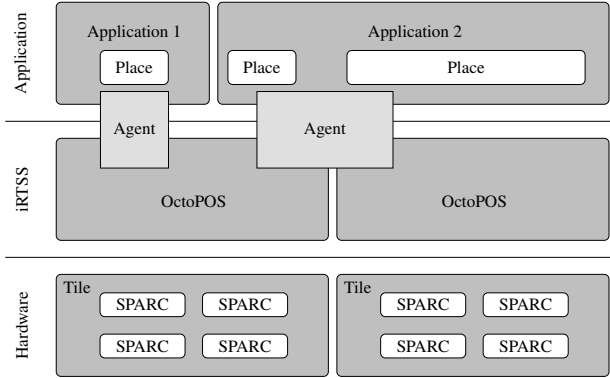 Application
Application 1
Application 2
Place
Place
Place
Agent
Agent
iRTSS
OctoPOS
OctoPOS
Hardware
Tile
SPARC
SPARC
SPARC
SPARC
Tile
SPARC
SPARC
SPARC
SPARC